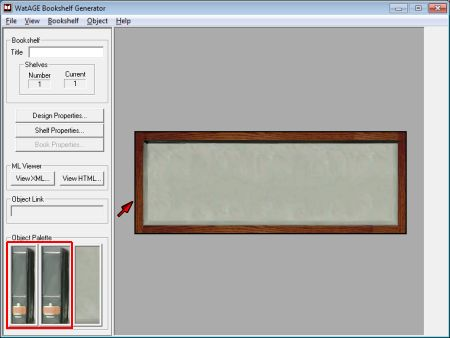 WatAGE Bookshelf Generator
File View Bookshelf Object Help
Bookshelf
Title
Shelves
Number Current
1 1
Design Properties...
Shelf Properties...
Book Properties...
ML Viewer
View XML... View HTML...
Object Link
Object Palette